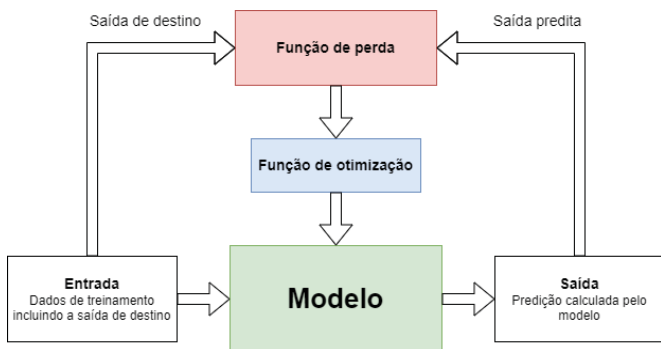 Saída de destino
Saída predita
Função de perda
Função de otimização
Entrada
Dados de treinamento
incluindo a saída de destino
Modelo
Saída
Predição calculada pelo
modelo